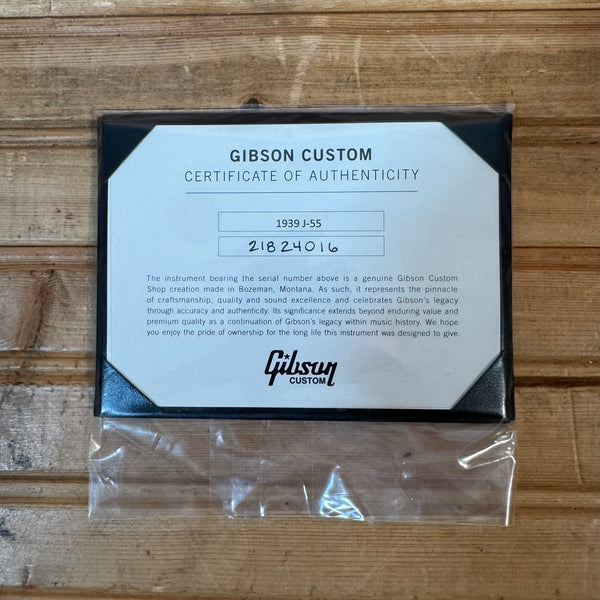 GIBSON CUSTOM
CERTIFICATE OF AUTHENTICITY
1939 J-55
21824016
The instrument bearing the serial number above is a genuine Gibson Custom
Shop creation made in Bozeman, Montana. As such, it represents the pinnacle
of craftsmanship, quality and sound excellence and celebrates Gibson's legacy
through accuracy and authenticity. Its significance extends beyond enduring value and
premium quality as a continuation of Gibson's legacy within music history. We hope
you enjoy the pride of ownership for the long life this instrument was designed to give.
Gibson
CUSTOM